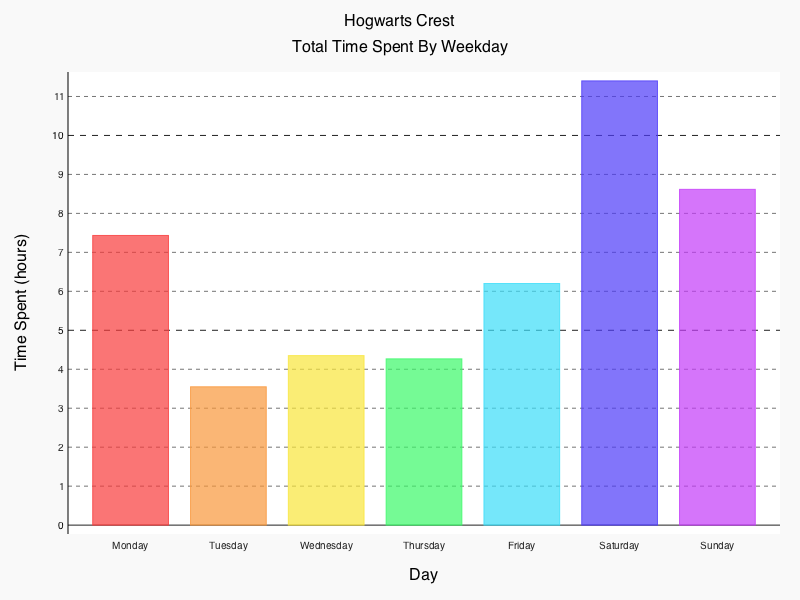 Hogwarts Crest
Total Time Spent By Weekday
11
10
9
8
7
6
5
4
3
2
1
0
Time Spent (hours)
Monday Tuesday Wednesday Thursday Friday Saturday Sunday
Day